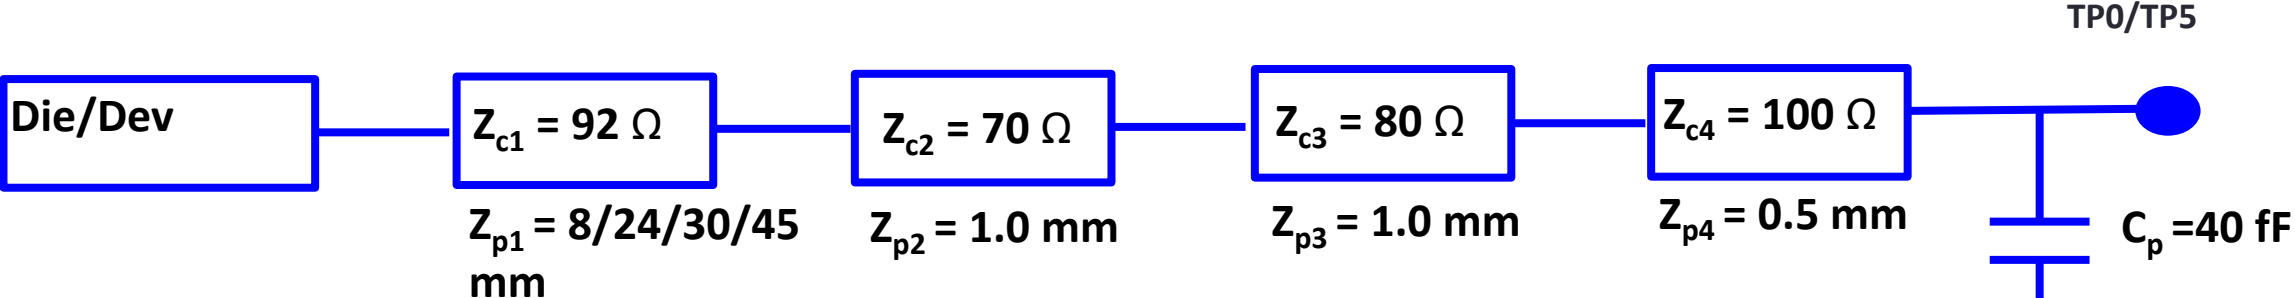 TP0/TP5
Die/Dev
Zc1 = 92 Ω
Zc2 = 70 Ω
Zc3 = 80 Ω
Zc4 = 100 Ω
Zp1 = 8/24/30/45
mm
Zp2 = 1.0 mm
Zp3 = 1.0 mm
Zp4 = 0.5 mm
Cp =40 fF